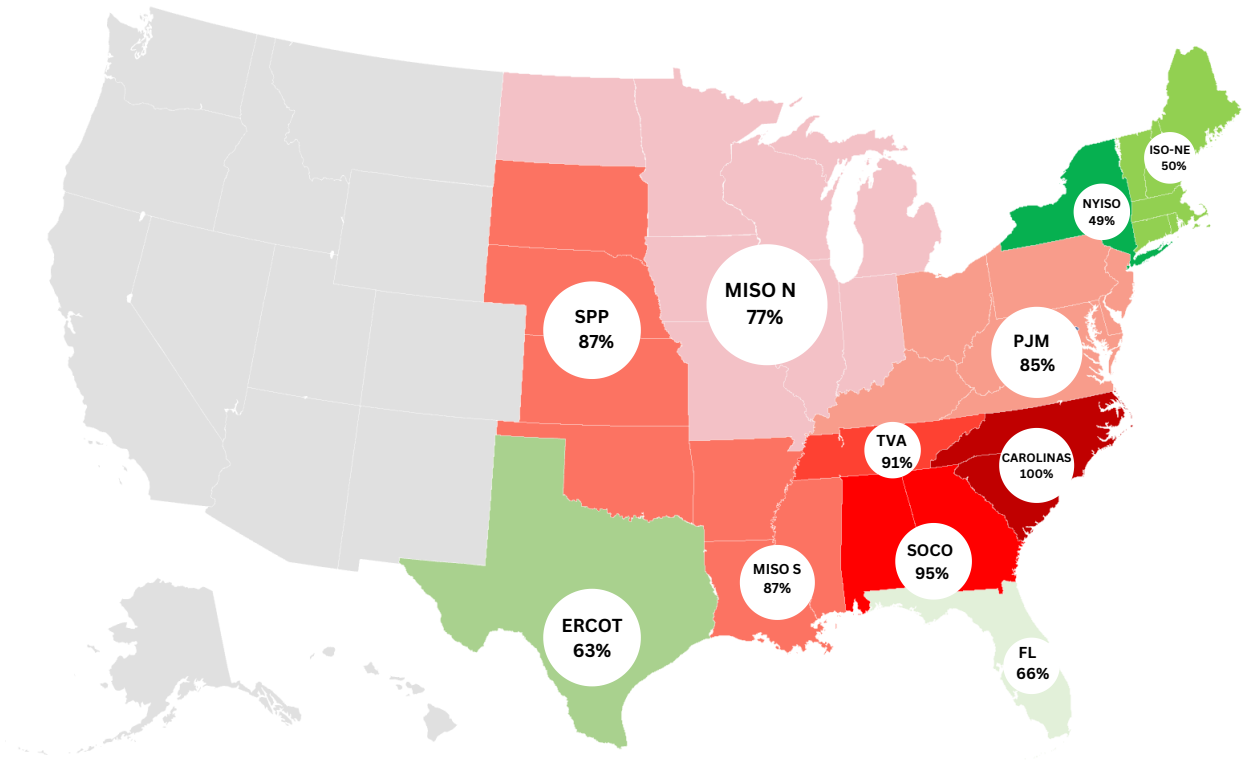 ISO-NE
50%
NYISO
49%
MISO N
77%
SPP
87%
PJM
85%
TVA
91%
CAROLINAS
100%
SOCO
95%
MISO S
87%
ERCOT
63%
FL
66%